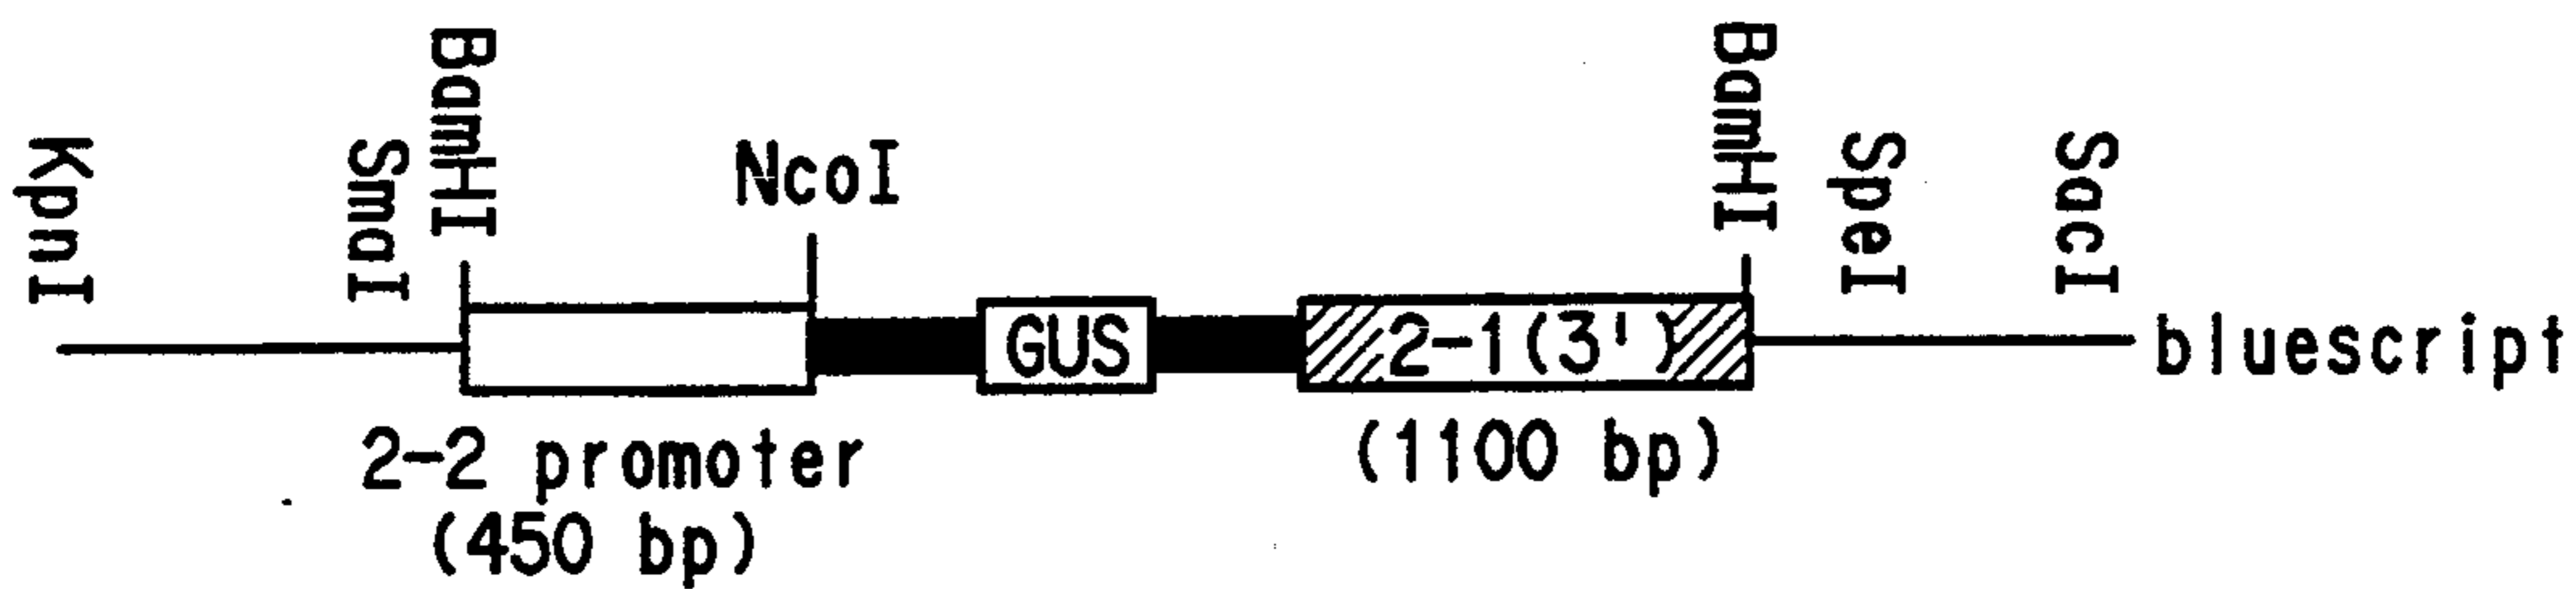 KpnI
SmaI
BamHI
NcoI
BamHI
SpeI
SacI
GUS
2-1(3')
bluescript
2-2 promoter
(450 bp)
(1100 bp)